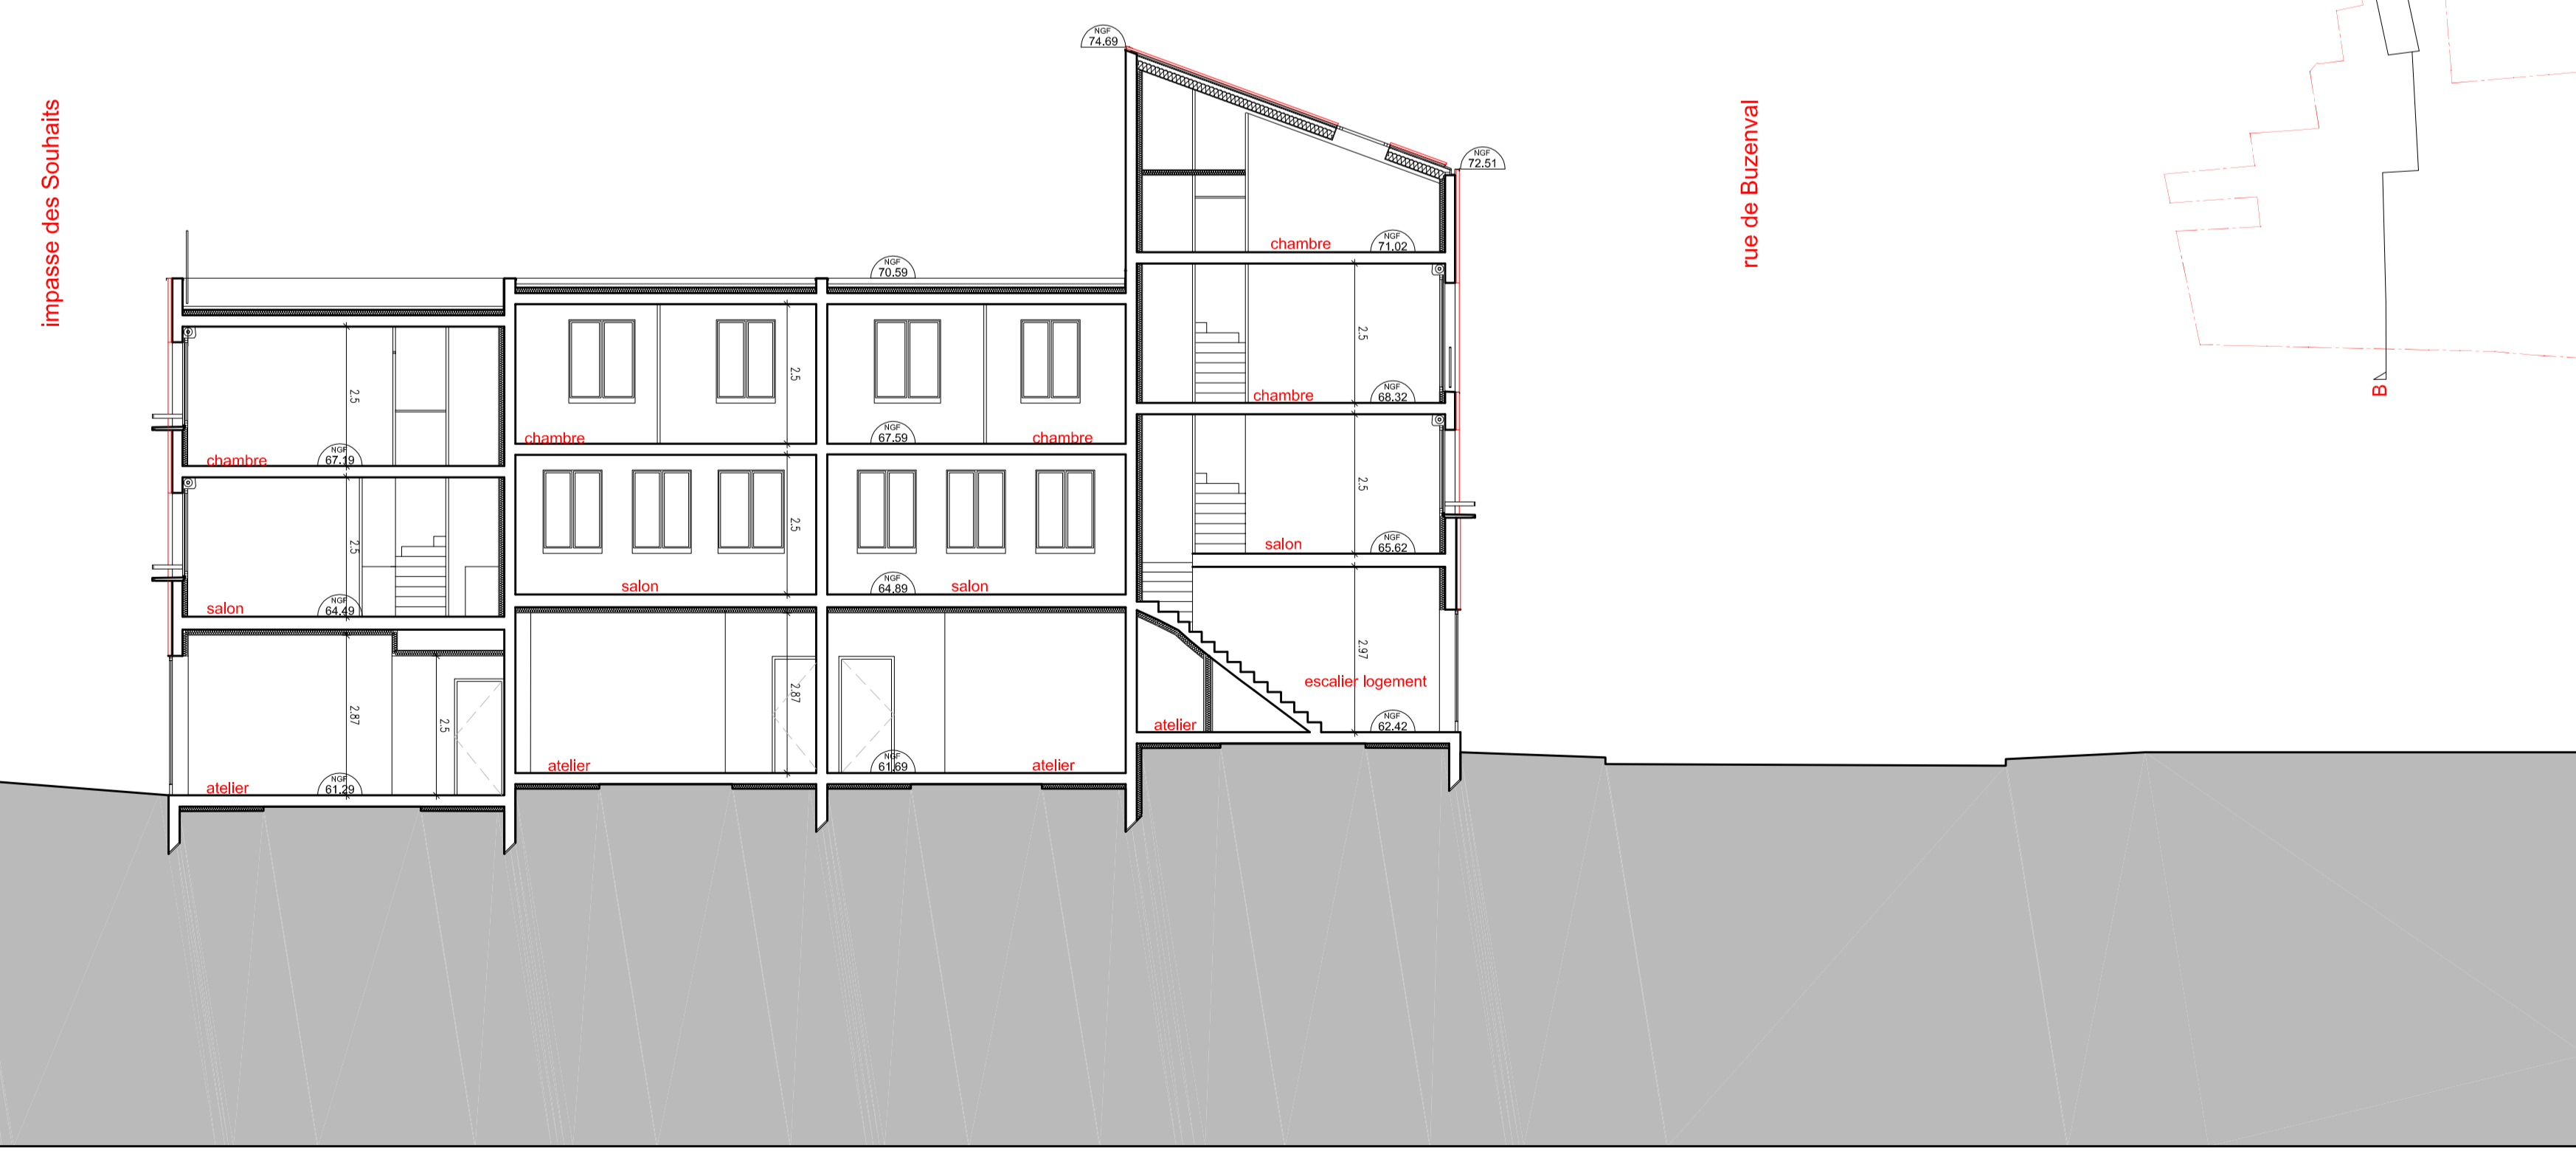 impasse des Souhaits
NGF
74.69
rue de Buzenval
NGF
72.51
chambre
NGF
71.02
NGF
70.59
2.5
2.5
2.5
chambre
NGF
68.32
B
chambre
NGF
67.59
chambre
chambre
NGF
67.19
2.5
2.5
2.5
salon
NGF
65.62
salon
NGF
64.89
salon
salon
NGF
64.49
2.97
escalier logement
2.87
2.87
2.5
atelier
NGF
62.42
atelier
NGF
61.69
atelier
atelier
NGF
61.29